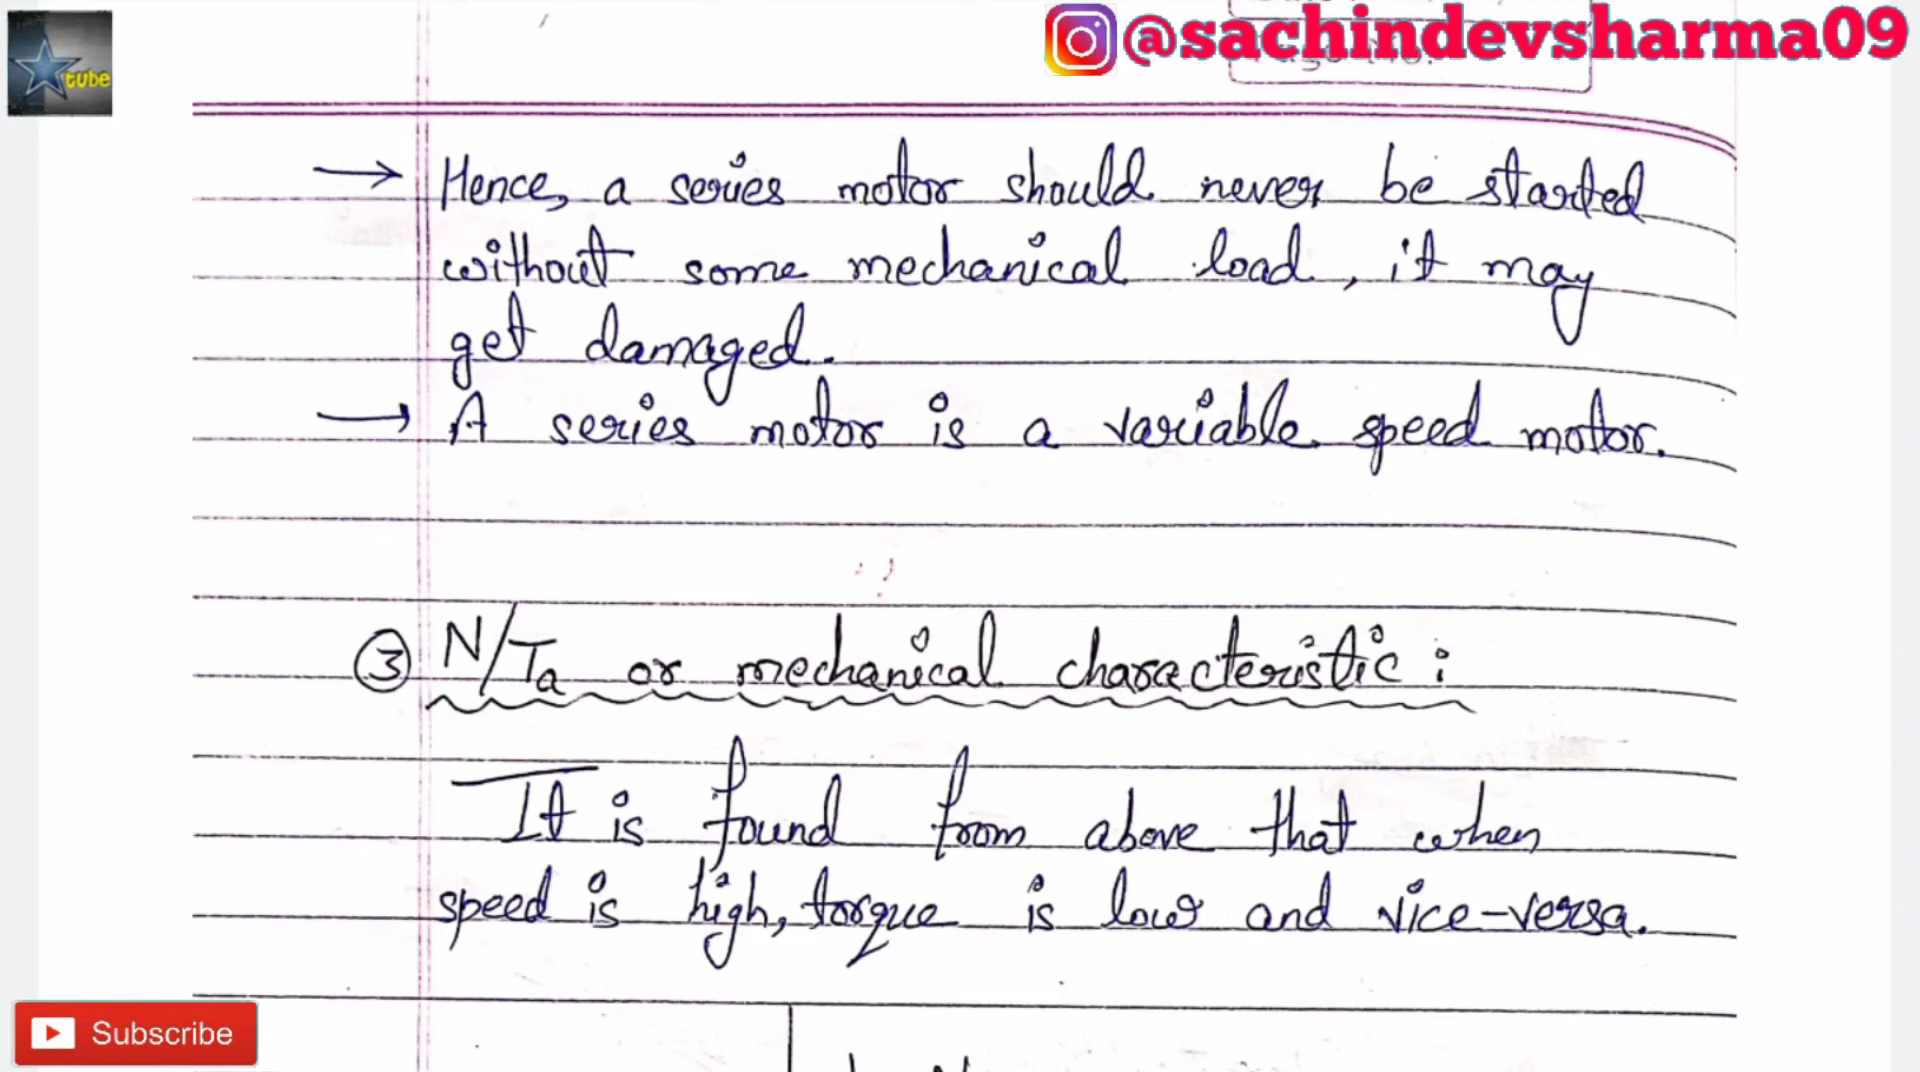 tube
@sachindevsharma09
→ Hence, a series motor should never be started
without some mechanical load, it may
get damaged.
→ A series motor is a variable speed motor.
③ N/Ta or mechanical characteristic :
It is found from above that when
speed is high, torque is low and vice-versa.
Subscribe